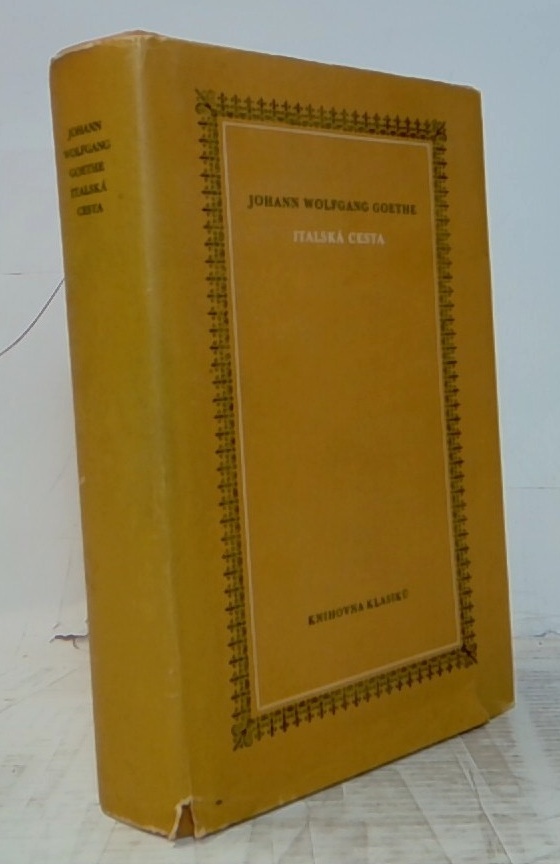 JOHANN
WOLFGANG
GOETHE
ITALSKÁ
CESTA
JOHANN WOLFGANG GOETHE
ITALSKÁ CESTA
KNIHOVNA KLASIKŮ